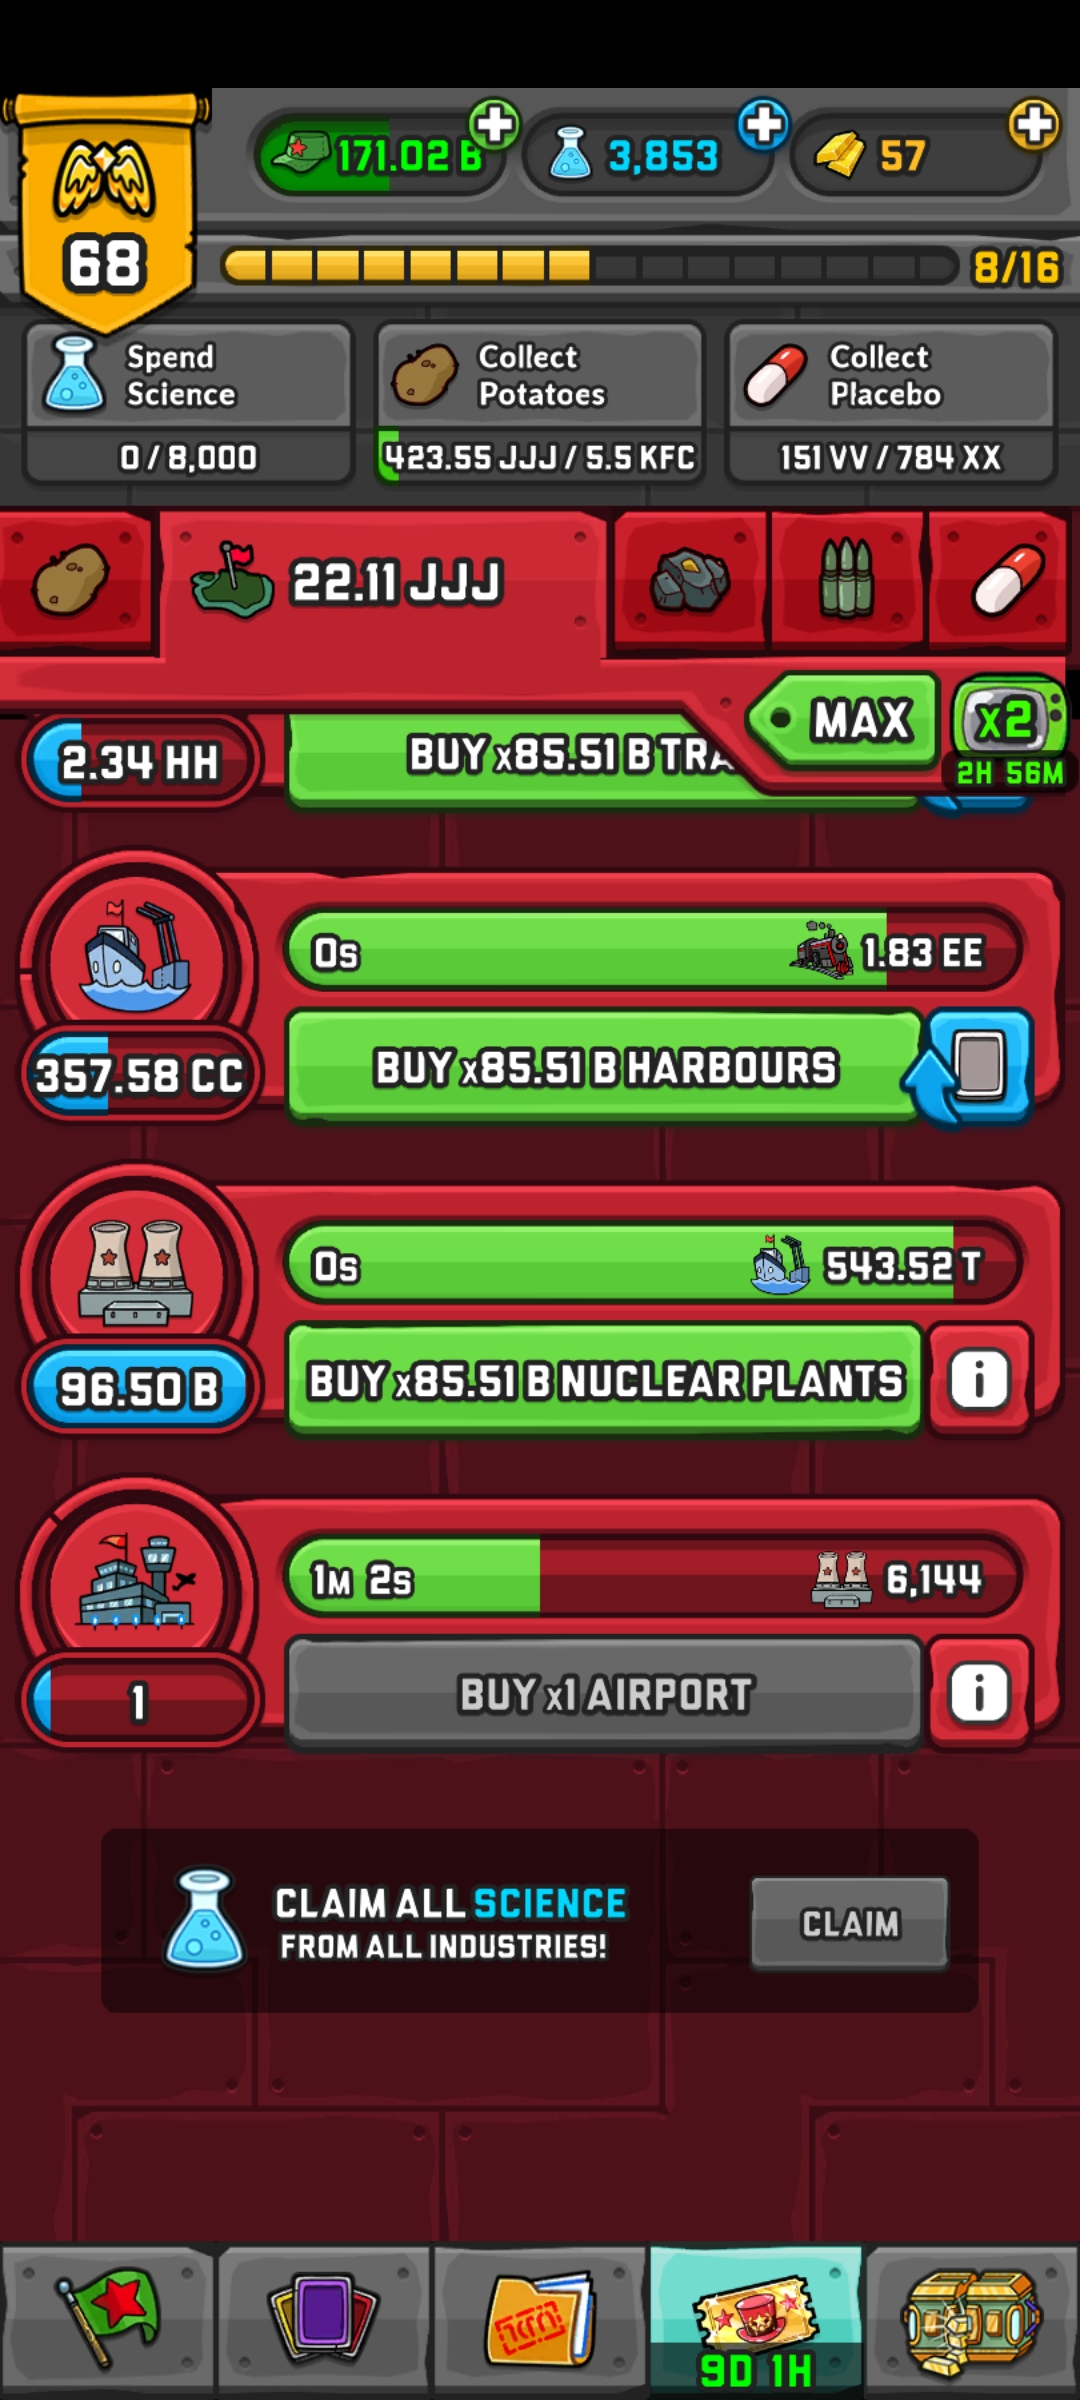 171.02 B
3,853
57
68
8/16
Spend
Science
0 / 8,000
Collect
Potatoes
423.55 JJJ / 5.5 KFC
Collect
Placebo
151 VV / 784 XX
22.11 JJJ
MAX
x2
2H 56M
2.34 HH
BUY x85.51 B
0s
1.83 EE
357.58 CC
BUY x85.51 B HARBOURS
0s
543.52 T
96.50 B
BUY x85.51 B NUCLEAR PLANTS
i
1M 2s
6,144
1
BUY x1 AIRPORT
i
CLAIM ALL SCIENCE
FROM ALL INDUSTRIES!
CLAIM
9D 1H